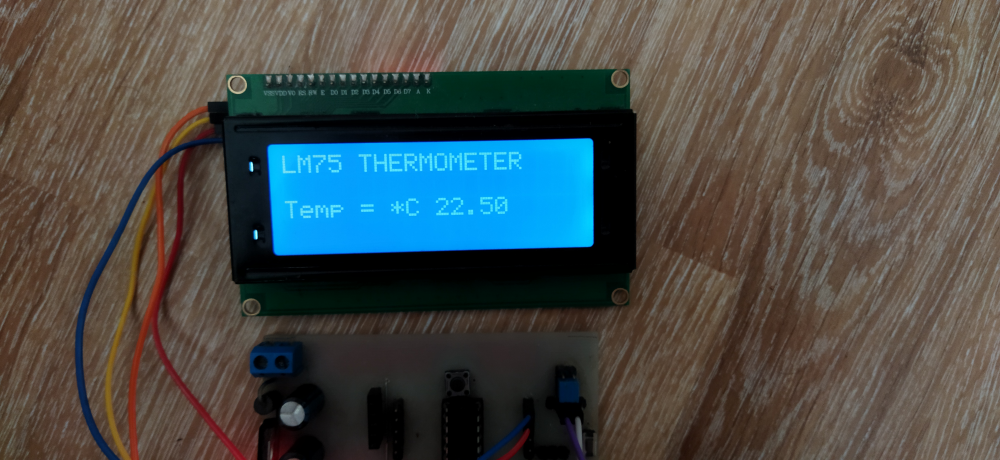 VSS VDD V0 RS RW E D0 D1 D2 D3 D4 D5 D6 D7 A K
LM75 THERMOMETER
Temp = *C 22.50